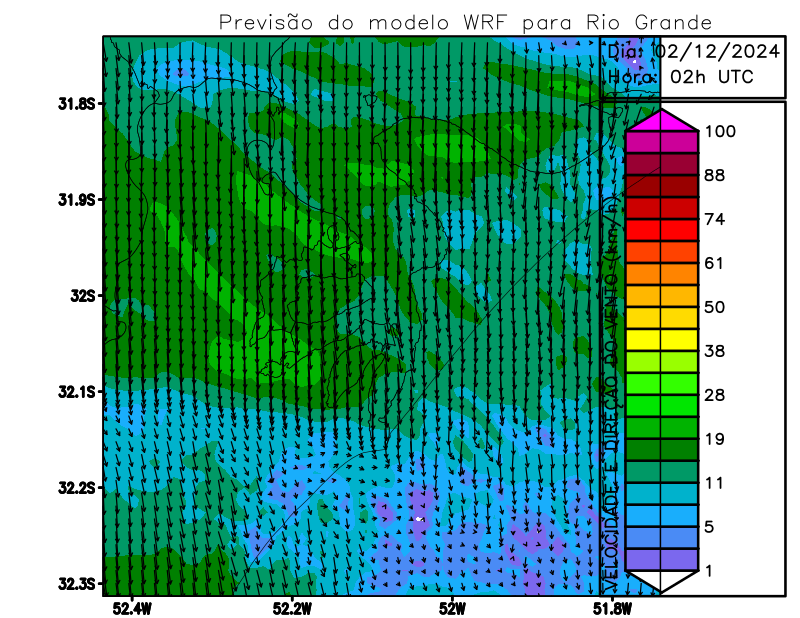 Previsão do modelo WRF para Rio Grande
Dia: 02/12/2024
Hora: 02h UTC
31.8S
31.9S
32S
32.1S
32.2S
32.3S
52.4W
52.2W
52W
51.8W
VELOCIDADE E DIREÇÃO DO VENTO (km/h)
100
88
74
61
50
38
28
19
11
5
1